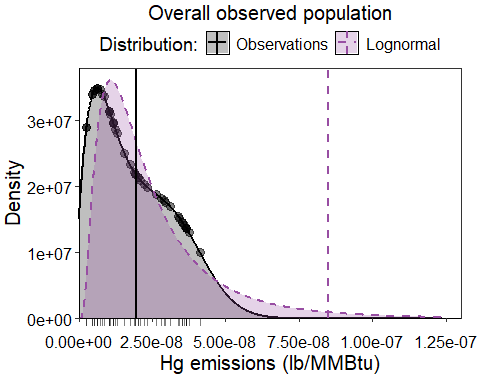 Overall observed population
Distribution: Observations Lognormal
Density
3e+07
2e+07
1e+07
0e+00
0.00e+00 2.50e-08 5.00e-08 7.50e-08 1.00e-07 1.25e-07
Hg emissions (lb/MMBtu)